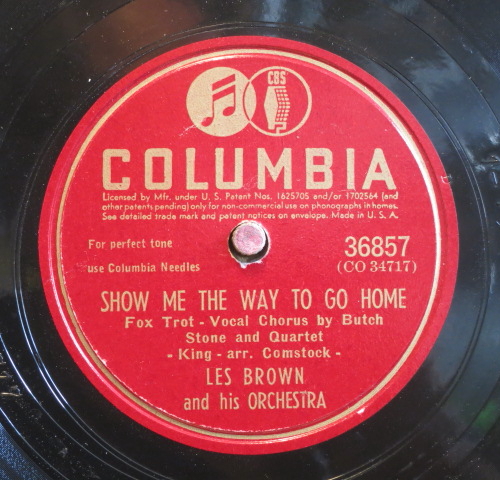 CBS
COLUMBIA
Licensed by Mfr. under U. S. Patent Nos. 1625705 and/or 1702564 (and
other patents pending) only for non-commercial use on phonographs in homes.
See detailed trade mark and patent notices on envelope. Made in U. S. A.
For perfect tone
use Columbia Needles
36857
(CO 34717)
SHOW ME THE WAY TO GO HOME
Fox Trot - Vocal Chorus by Butch
Stone and Quartet
- King - arr. Comstock -
LES BROWN
and his ORCHESTRA